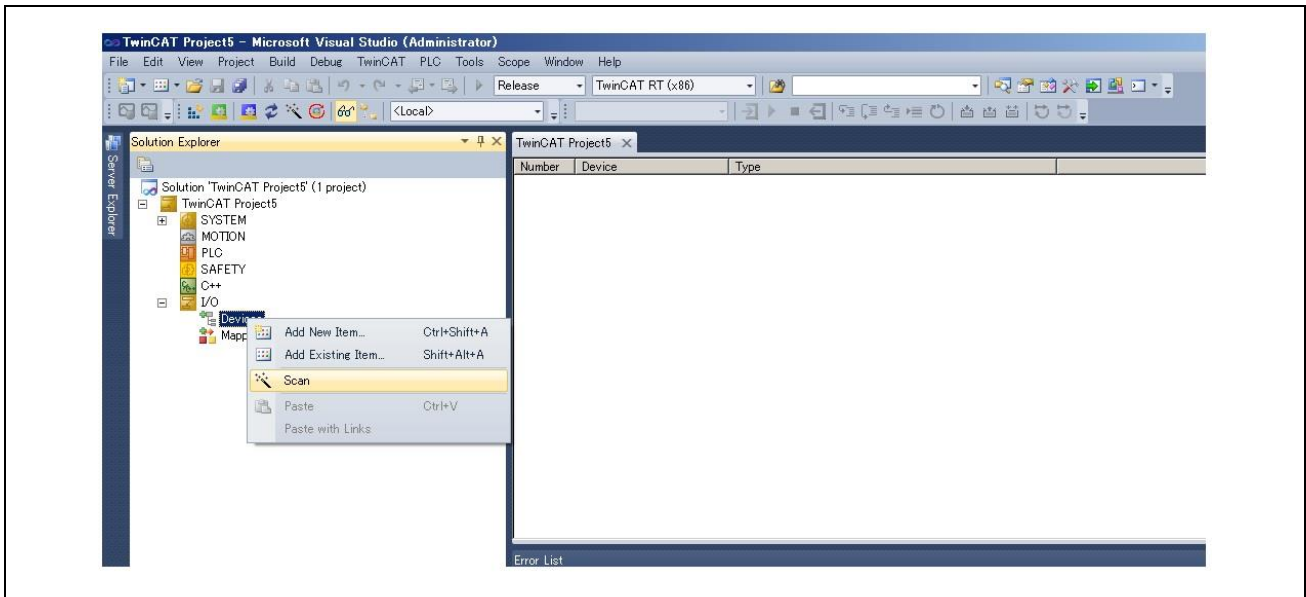 TwinCAT Project5 - Microsoft Visual Studio (Administrator)
File Edit View Project Build Debug TwinCAT PLC Tools Scope Window Help
Release TwinCAT RT (x86)
<Local>
Server Explorer
Solution Explorer
Solution 'TwinCAT Project5' (1 project)
TwinCAT Project5
SYSTEM
MOTION
PLC
SAFETY
C++
I/O
Devices
Mapp
Add New Item... Ctrl+Shift+A
Add Existing Item... Shift+Alt+A
Scan
Paste Ctrl+V
Paste with Links
TwinCAT Project5
Number Device Type
Error List